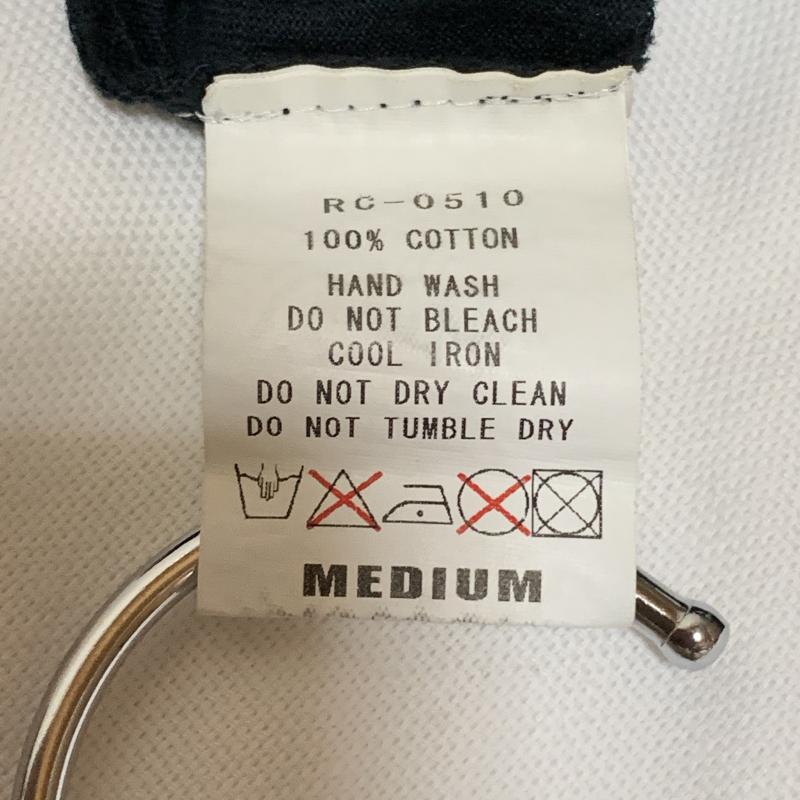 RC-0510
100% COTTON
HAND WASH
DO NOT BLEACH
COOL IRON
DO NOT DRY CLEAN
DO NOT TUMBLE DRY
MEDIUM